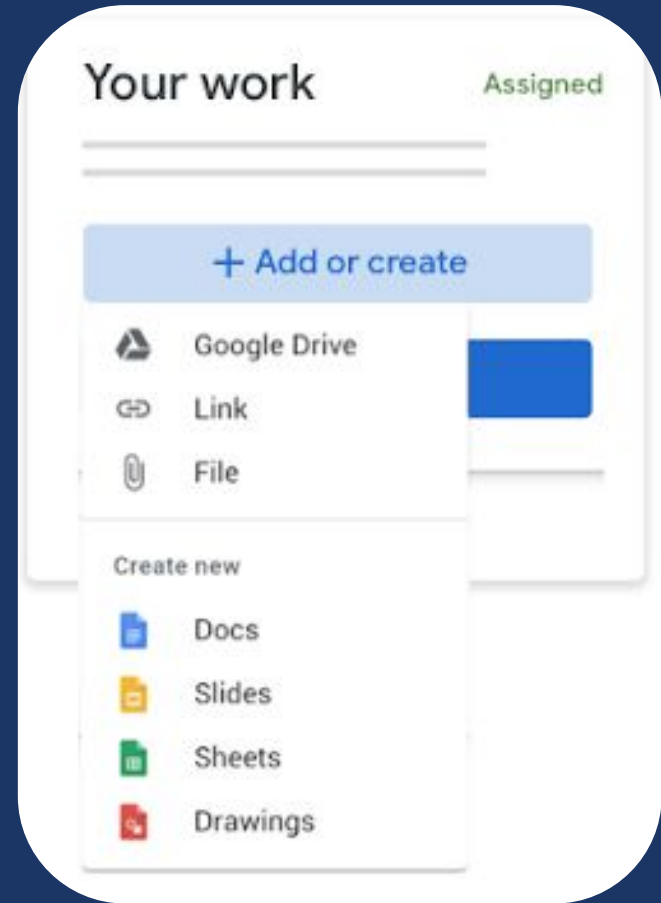 Your work
Assigned
+ Add or create
Google Drive
Link
File
Create new
Docs
Slides
Sheets
Drawings